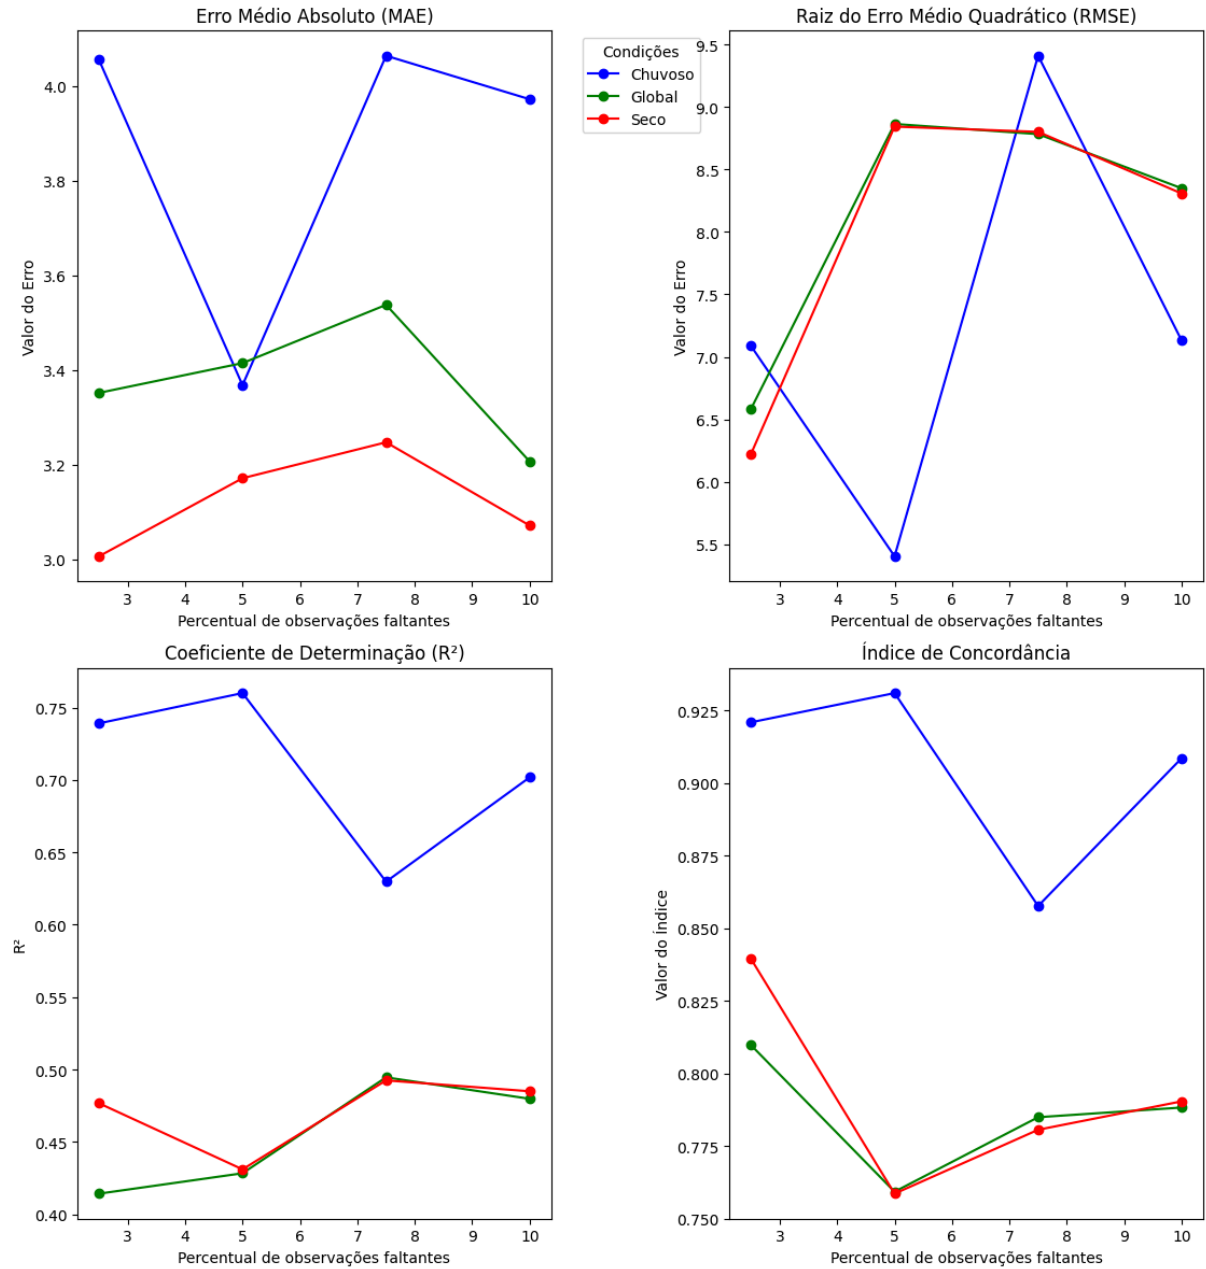 Erro Médio Absoluto (MAE)
Valor do Erro
4.0
3.8
3.6
3.4
3.2
3.0
3 4 5 6 7 8 9 10
Percentual de observações faltantes
Condições
Chuvoso
Global
Seco
Raiz do Erro Médio Quadrático (RMSE)
Valor do Erro
9.5
9.0
8.5
8.0
7.5
7.0
6.5
6.0
5.5
3 4 5 6 7 8 9 10
Percentual de observações faltantes
Coeficiente de Determinação (R²)
R²
0.75
0.70
0.65
0.60
0.55
0.50
0.45
0.40
3 4 5 6 7 8 9 10
Percentual de observações faltantes
Índice de Concordância
Valor do Índice
0.925
0.900
0.875
0.850
0.825
0.800
0.775
0.750
3 4 5 6 7 8 9 10
Percentual de observações faltantes